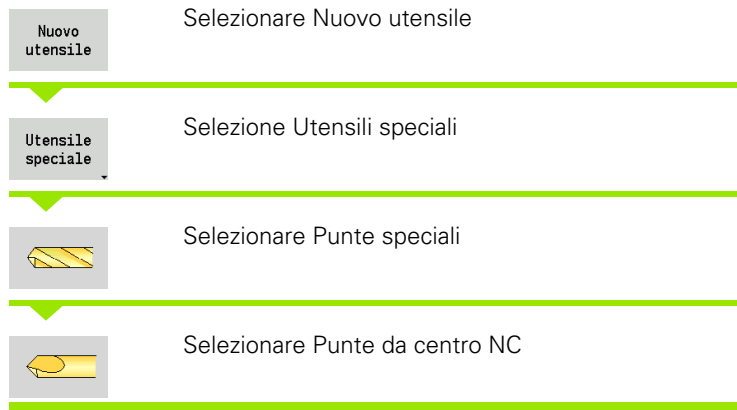 Nuovo
utensile
Selezionare Nuovo utensile
Utensile
speciale
Selezione Utensili speciali
Selezionare Punte speciali
Selezionare Punte da centro NC